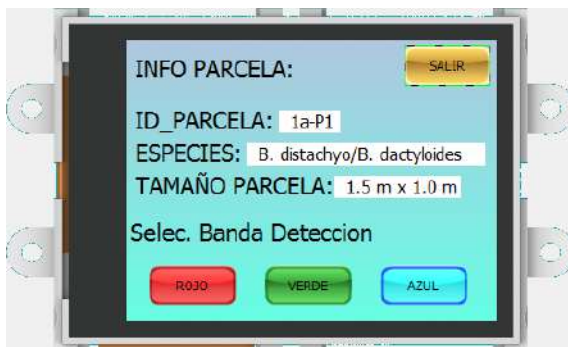 INFO PARCELA:
SALIR
ID_PARCELA: 1a-P1
ESPECIES: B. distachyo/B. dactyloides
TAMAÑO PARCELA: 1.5 m x 1.0 m
Selec. Banda Deteccion
ROJO VERDE AZUL